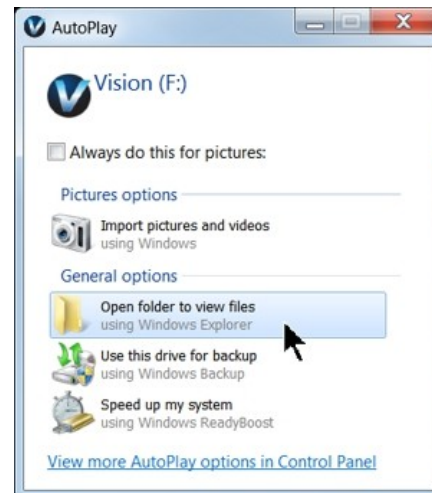 AutoPlay
Vision (F:)
Always do this for pictures:
Pictures options
Import pictures and videos
using Windows
General options
Open folder to view files
using Windows Explorer
Use this drive for backup
using Windows Backup
Speed up my system
using Windows ReadyBoost
View more AutoPlay options in Control Panel